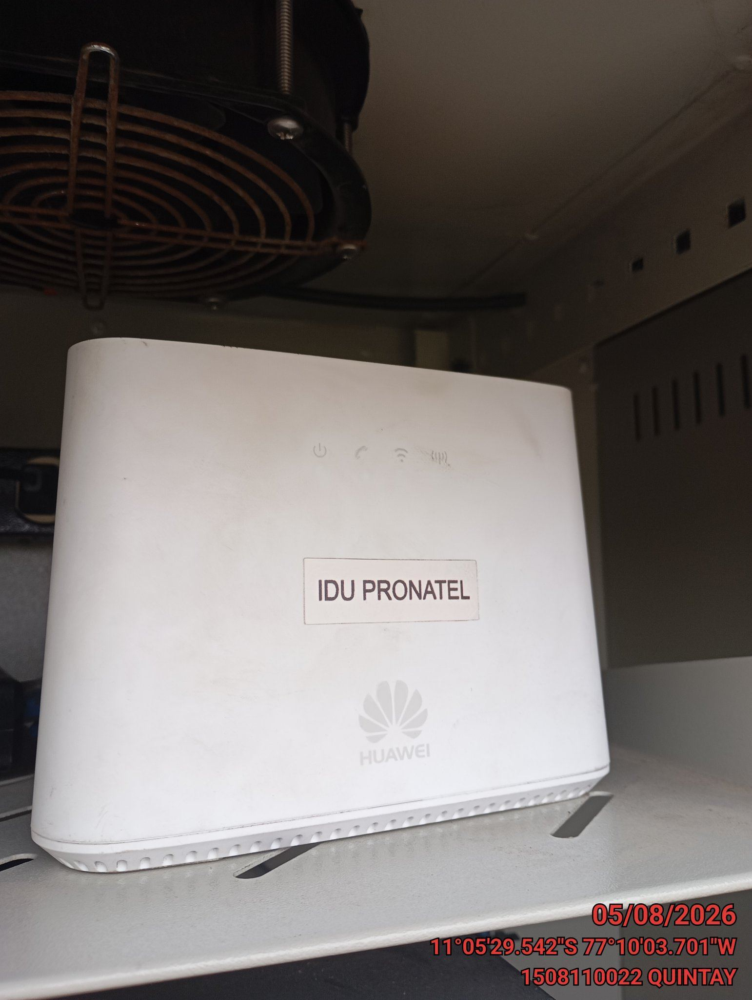 IDU PRONATEL
HUAWEI
05/08/2026
11°05'29.542"S 77°10'03.701"W
1508110022 QUINTAY